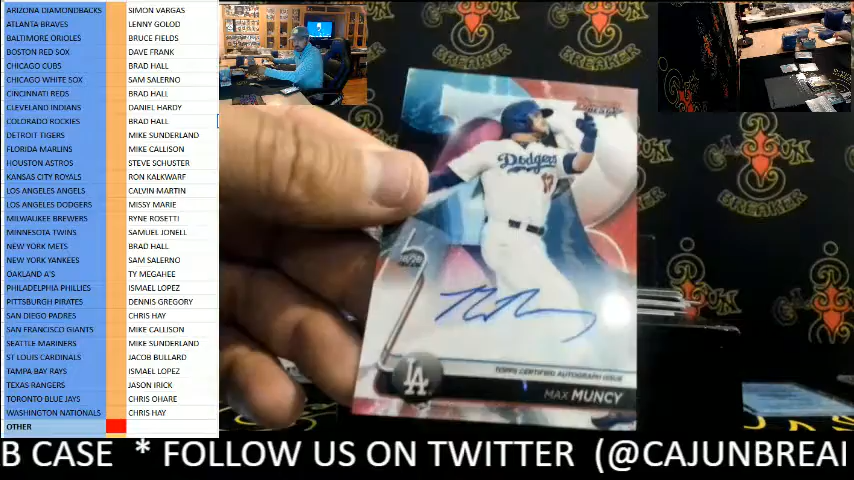 ARIZONA DIAMONDBACKS SIMON VARGAS
ATLANTA BRAVES LENNY GOLOD
BALTIMORE ORIOLES BRUCE FIELDS
BOSTON RED SOX DAVE FRANK
CHICAGO CUBS BRAD HALL
CHICAGO WHITE SOX SAM SALERNO
CINCINNATI REDS BRAD HALL
CLEVELAND INDIANS DANIEL HARDY
COLORADO ROCKIES BRAD HALL
DETROIT TIGERS MIKE SUNDERLAND
FLORIDA MARLINS MIKE CALLISON
HOUSTON ASTROS STEVE SCHUSTER
KANSAS CITY ROYALS RON KALKWARF
LOS ANGELES ANGELS CALVIN MARTIN
LOS ANGELES DODGERS MISSY MARIE
MILWAUKEE BREWERS RYNE ROSETTI
MINNESOTA TWINS SAMUEL JONELL
NEW YORK METS BRAD HALL
NEW YORK YANKEES SAM SALERNO
OAKLAND A'S TY MEGAHEE
PHILADELPHIA PHILLIES ISMAEL LOPEZ
PITTSBURGH PIRATES DENNIS GREGORY
SAN DIEGO PADRES CHRIS HAY
SAN FRANCISCO GIANTS MIKE CALLISON
SEATTLE MARINERS MIKE SUNDERLAND
ST LOUIS CARDINALS JACOB BULLARD
TAMPA BAY RAYS ISMAEL LOPEZ
TEXAS RANGERS JASON IRICK
TORONTO BLUE JAYS CHRIS OHARE
WASHINGTON NATIONALS CHRIS HAY
OTHER
Dodgers
LA
TOPPS CERTIFIED AUTOGRAPH ISSUE
MAX MUNCY
B CASE * FOLLOW US ON TWITTER (@CAJUNBREAI